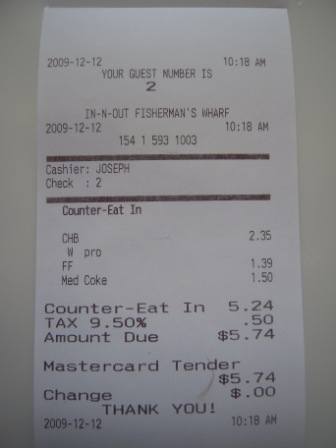 2009-12-12 10:18 AM
YOUR GUEST NUMBER IS
2
IN-N-OUT FISHERMAN'S WHARF
2009-12-12 10:18 AM
154 1 593 1003
Cashier: JOSEPH
Check : 2
Counter-Eat In
CHB 2.35
W pro
FF 1.39
Med Coke 1.50
Counter-Eat In 5.24
TAX 9.50% .50
Amount Due $5.74
Mastercard Tender
$5.74
Change $.00
THANK YOU!
2009-12-12 10:18 AM